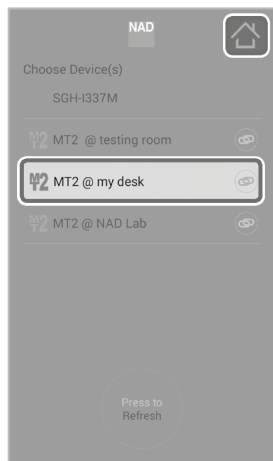 NAD
Choose Device(s)
SGH-I337M
MT2 @ testing room
MT2 @ my desk
MT2 @ NAD Lab
Press to
Refresh